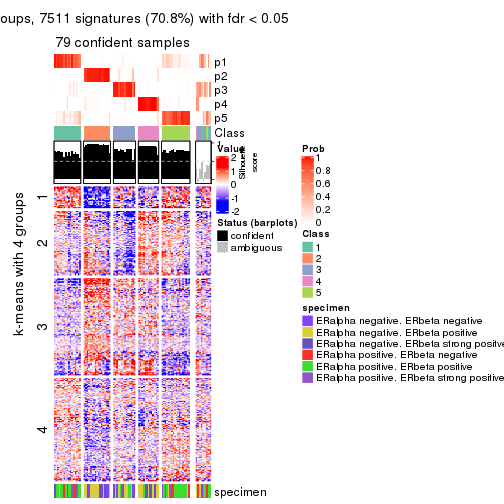 oups, 7511 signatures (70.8%) with fdr < 0.05
79 confident samples
p1
p2
p3
p4
p5
Class
1
Silhouette
score
Value
2
1
0
-1
-2
Status (barplots)
confident
ambiguous
Prob
1
0.8
0.6
0.4
0.2
0
Class
1
2
3
4
5
specimen
ERalpha negative. ERbeta negative
ERalpha negative. ERbeta positive
ERalpha negative. ERbeta strong positive
ERalpha positive. ERbeta negative
ERalpha positive. ERbeta positive
ERalpha positive. ERbeta strong positive
k-means with 4 groups
1
2
3
4
specimen